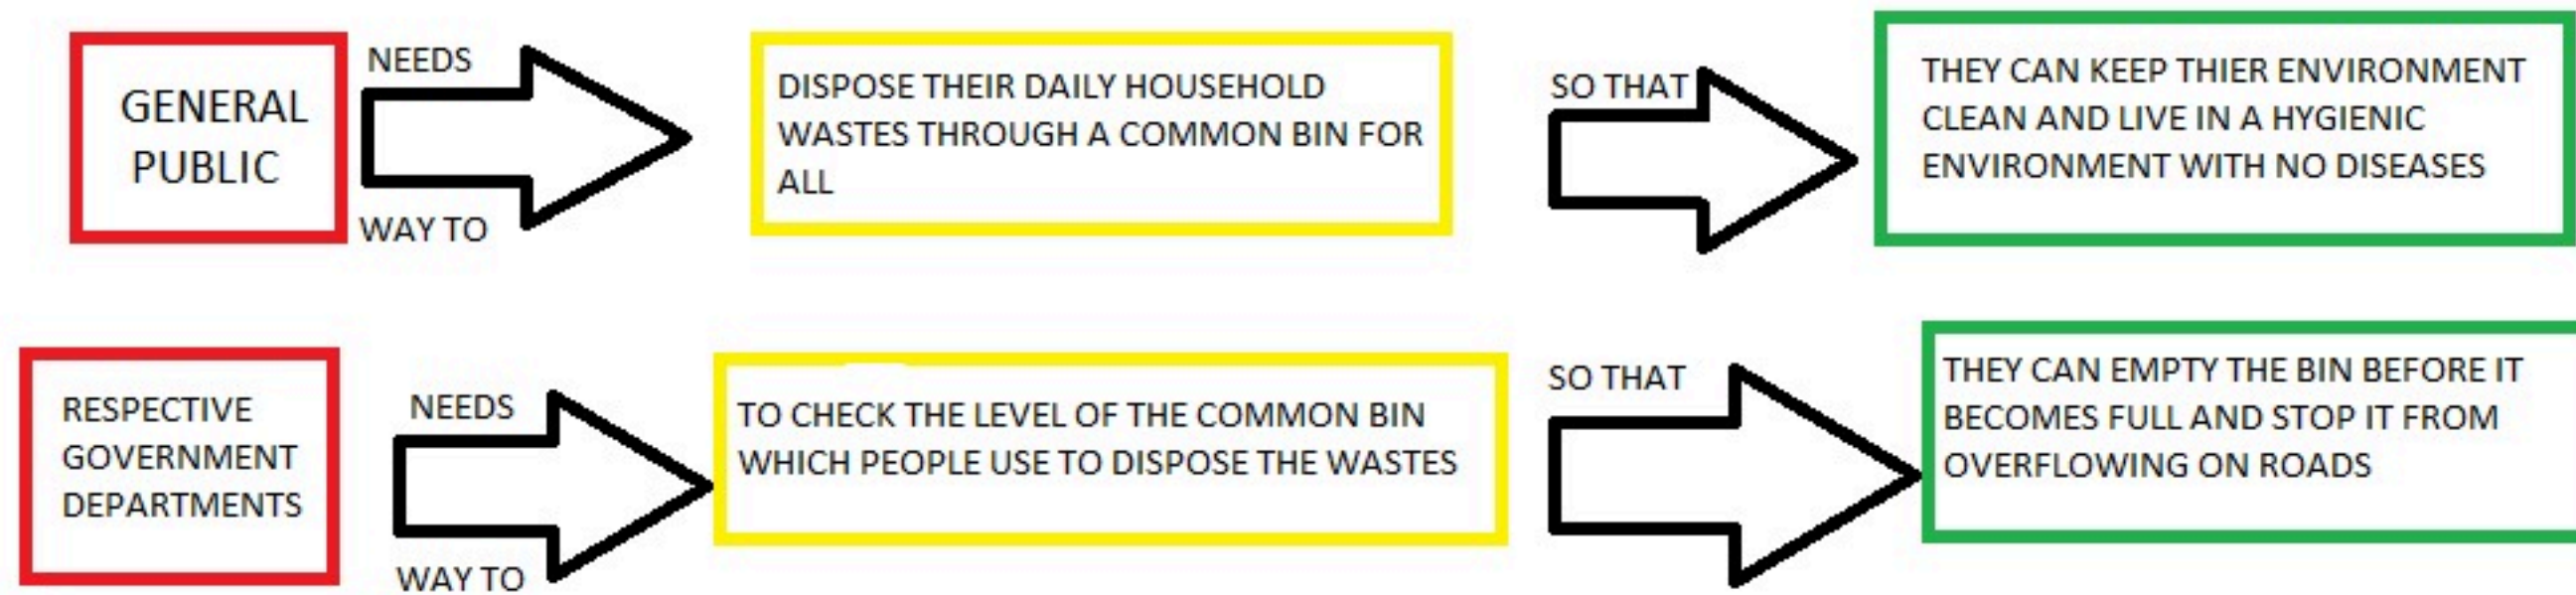 GENERAL
PUBLIC
NEEDS
WAY TO
DISPOSE THEIR DAILY HOUSEHOLD
WASTES THROUGH A COMMON BIN FOR
ALL
SO THAT
THEY CAN KEEP THIER ENVIRONMENT
CLEAN AND LIVE IN A HYGIENIC
ENVIRONMENT WITH NO DISEASES
RESPECTIVE
GOVERNMENT
DEPARTMENTS
NEEDS
WAY TO
TO CHECK THE LEVEL OF THE COMMON BIN
WHICH PEOPLE USE TO DISPOSE THE WASTES
SO THAT
THEY CAN EMPTY THE BIN BEFORE IT
BECOMES FULL AND STOP IT FROM
OVERFLOWING ON ROADS